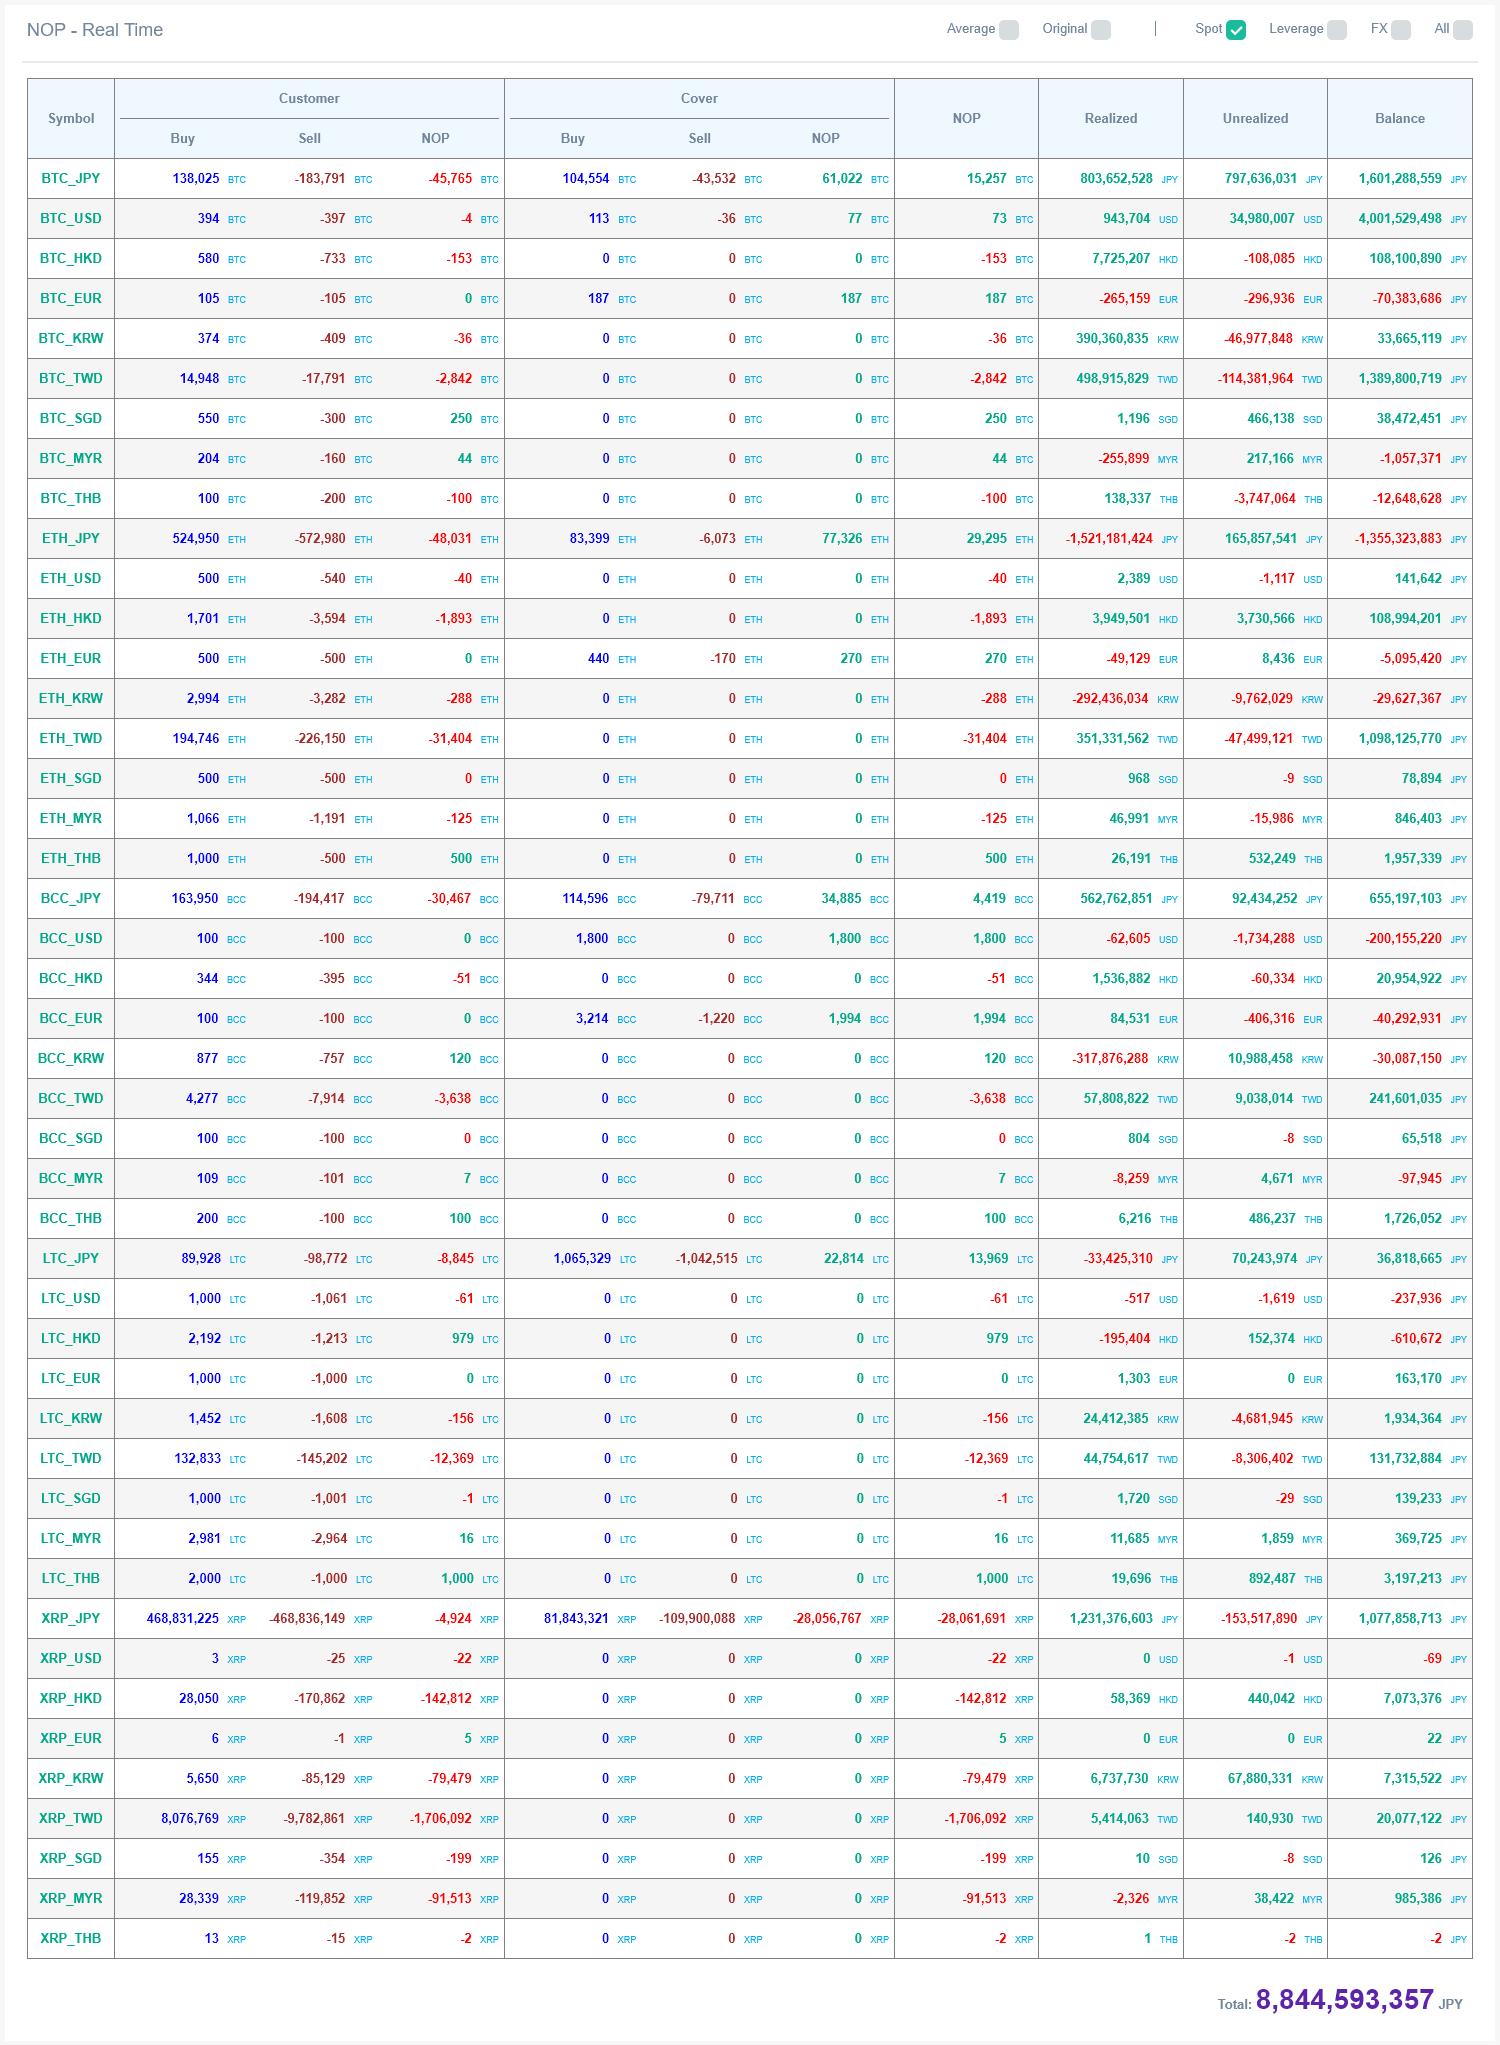 NOP - Real Time Average Original | Spot Leverage FX All
Symbol Customer Cover NOP Realized Unrealized Balance
Buy Sell NOP Buy Sell NOP
BTC_JPY 138,025 BTC -183,791 BTC -45,765 BTC 104,554 BTC -43,532 BTC 61,022 BTC 15,257 BTC 803,652,528 JPY 797,636,031 JPY 1,601,288,559 JPY
BTC_USD 394 BTC -397 BTC -4 BTC 113 BTC -36 BTC 77 BTC 73 BTC 943,704 USD 34,980,007 USD 4,001,529,498 JPY
BTC_HKD 580 BTC -733 BTC -153 BTC 0 BTC 0 BTC 0 BTC -153 BTC 7,725,207 HKD -108,085 HKD 108,100,890 JPY
BTC_EUR 105 BTC -105 BTC 0 BTC 187 BTC 0 BTC 187 BTC 187 BTC -265,159 EUR -296,936 EUR -70,383,686 JPY
BTC_KRW 374 BTC -409 BTC -36 BTC 0 BTC 0 BTC 0 BTC -36 BTC 390,360,835 KRW -46,977,848 KRW 33,665,119 JPY
BTC_TWD 14,948 BTC -17,791 BTC -2,842 BTC 0 BTC 0 BTC 0 BTC -2,842 BTC 498,915,829 TWD -114,381,964 TWD 1,389,800,719 JPY
BTC_SGD 550 BTC -300 BTC 250 BTC 0 BTC 0 BTC 0 BTC 250 BTC 1,196 SGD 466,138 SGD 38,472,451 JPY
BTC_MYR 204 BTC -160 BTC 44 BTC 0 BTC 0 BTC 0 BTC 44 BTC -255,899 MYR 217,166 MYR -1,057,371 JPY
BTC_THB 100 BTC -200 BTC -100 BTC 0 BTC 0 BTC 0 BTC -100 BTC 138,337 THB -3,747,064 THB -12,648,628 JPY
ETH_JPY 524,950 ETH -572,980 ETH -48,031 ETH 83,399 ETH -6,073 ETH 77,326 ETH 29,295 ETH -1,521,181,424 JPY 165,857,541 JPY -1,355,323,883 JPY
ETH_USD 500 ETH -540 ETH -40 ETH 0 ETH 0 ETH 0 ETH -40 ETH 2,389 USD -1,117 USD 141,642 JPY
ETH_HKD 1,701 ETH -3,594 ETH -1,893 ETH 0 ETH 0 ETH 0 ETH -1,893 ETH 3,949,501 HKD 3,730,566 HKD 108,994,201 JPY
ETH_EUR 500 ETH -500 ETH 0 ETH 440 ETH -170 ETH 270 ETH 270 ETH -49,129 EUR 8,436 EUR -5,095,420 JPY
ETH_KRW 2,994 ETH -3,282 ETH -288 ETH 0 ETH 0 ETH 0 ETH -288 ETH -292,436,034 KRW -9,762,029 KRW -29,627,367 JPY
ETH_TWD 194,746 ETH -226,150 ETH -31,404 ETH 0 ETH 0 ETH 0 ETH -31,404 ETH 351,331,562 TWD -47,499,121 TWD 1,098,125,770 JPY
ETH_SGD 500 ETH -500 ETH 0 ETH 0 ETH 0 ETH 0 ETH 0 ETH 968 SGD -9 SGD 78,894 JPY
ETH_MYR 1,066 ETH -1,191 ETH -125 ETH 0 ETH 0 ETH 0 ETH -125 ETH 46,991 MYR -15,986 MYR 846,403 JPY
ETH_THB 1,000 ETH -500 ETH 500 ETH 0 ETH 0 ETH 0 ETH 500 ETH 26,191 THB 532,249 THB 1,957,339 JPY
BCC_JPY 163,950 BCC -194,417 BCC -30,467 BCC 114,596 BCC -79,711 BCC 34,885 BCC 4,419 BCC 562,762,851 JPY 92,434,252 JPY 655,197,103 JPY
BCC_USD 100 BCC -100 BCC 0 BCC 1,800 BCC 0 BCC 1,800 BCC 1,800 BCC -62,605 USD -1,734,288 USD -200,155,220 JPY
BCC_HKD 344 BCC -395 BCC -51 BCC 0 BCC 0 BCC 0 BCC -51 BCC 1,536,882 HKD -60,334 HKD 20,954,922 JPY
BCC_EUR 100 BCC -100 BCC 0 BCC 3,214 BCC -1,220 BCC 1,994 BCC 1,994 BCC 84,531 EUR -406,316 EUR -40,292,931 JPY
BCC_KRW 877 BCC -757 BCC 120 BCC 0 BCC 0 BCC 0 BCC 120 BCC -317,876,288 KRW 10,988,458 KRW -30,087,150 JPY
BCC_TWD 4,277 BCC -7,914 BCC -3,638 BCC 0 BCC 0 BCC 0 BCC -3,638 BCC 57,808,822 TWD 9,038,014 TWD 241,601,035 JPY
BCC_SGD 100 BCC -100 BCC 0 BCC 0 BCC 0 BCC 0 BCC 0 BCC 804 SGD -8 SGD 65,518 JPY
BCC_MYR 109 BCC -101 BCC 7 BCC 0 BCC 0 BCC 0 BCC 7 BCC -8,259 MYR 4,671 MYR -97,945 JPY
BCC_THB 200 BCC -100 BCC 100 BCC 0 BCC 0 BCC 0 BCC 100 BCC 6,216 THB 486,237 THB 1,726,052 JPY
LTC_JPY 89,928 LTC -98,772 LTC -8,845 LTC 1,065,329 LTC -1,042,515 LTC 22,814 LTC 13,969 LTC -33,425,310 JPY 70,243,974 JPY 36,818,665 JPY
LTC_USD 1,000 LTC -1,061 LTC -61 LTC 0 LTC 0 LTC 0 LTC -61 LTC -517 USD -1,619 USD -237,936 JPY
LTC_HKD 2,192 LTC -1,213 LTC 979 LTC 0 LTC 0 LTC 0 LTC 979 LTC -195,404 HKD 152,374 HKD -610,672 JPY
LTC_EUR 1,000 LTC -1,000 LTC 0 LTC 0 LTC 0 LTC 0 LTC 0 LTC 1,303 EUR 0 EUR 163,170 JPY
LTC_KRW 1,452 LTC -1,608 LTC -156 LTC 0 LTC 0 LTC 0 LTC -156 LTC 24,412,385 KRW -4,681,945 KRW 1,934,364 JPY
LTC_TWD 132,833 LTC -145,202 LTC -12,369 LTC 0 LTC 0 LTC 0 LTC -12,369 LTC 44,754,617 TWD -8,306,402 TWD 131,732,884 JPY
LTC_SGD 1,000 LTC -1,001 LTC -1 LTC 0 LTC 0 LTC 0 LTC -1 LTC 1,720 SGD -29 SGD 139,233 JPY
LTC_MYR 2,981 LTC -2,964 LTC 16 LTC 0 LTC 0 LTC 0 LTC 16 LTC 11,685 MYR 1,859 MYR 369,725 JPY
LTC_THB 2,000 LTC -1,000 LTC 1,000 LTC 0 LTC 0 LTC 0 LTC 1,000 LTC 19,696 THB 892,487 THB 3,197,213 JPY
XRP_JPY 468,831,225 XRP -468,836,149 XRP -4,924 XRP 81,843,321 XRP -109,900,088 XRP -28,056,767 XRP -28,061,691 XRP 1,231,376,603 JPY -153,517,890 JPY 1,077,858,713 JPY
XRP_USD 3 XRP -25 XRP -22 XRP 0 XRP 0 XRP 0 XRP -22 XRP 0 USD -1 USD -69 JPY
XRP_HKD 28,050 XRP -170,862 XRP -142,812 XRP 0 XRP 0 XRP 0 XRP -142,812 XRP 58,369 HKD 440,042 HKD 7,073,376 JPY
XRP_EUR 6 XRP -1 XRP 5 XRP 0 XRP 0 XRP 0 XRP 5 XRP 0 EUR 0 EUR 22 JPY
XRP_KRW 5,650 XRP -85,129 XRP -79,479 XRP 0 XRP 0 XRP 0 XRP -79,479 XRP 6,737,730 KRW 67,880,331 KRW 7,315,522 JPY
XRP_TWD 8,076,769 XRP -9,782,861 XRP -1,706,092 XRP 0 XRP 0 XRP 0 XRP -1,706,092 XRP 5,414,063 TWD 140,930 TWD 20,077,122 JPY
XRP_SGD 155 XRP -354 XRP -199 XRP 0 XRP 0 XRP 0 XRP -199 XRP 10 SGD -8 SGD 126 JPY
XRP_MYR 28,339 XRP -119,852 XRP -91,513 XRP 0 XRP 0 XRP 0 XRP -91,513 XRP -2,326 MYR 38,422 MYR 985,386 JPY
XRP_THB 13 XRP -15 XRP -2 XRP 0 XRP 0 XRP 0 XRP -2 XRP 1 THB -2 THB -2 JPY
Total: 8,844,593,357 JPY